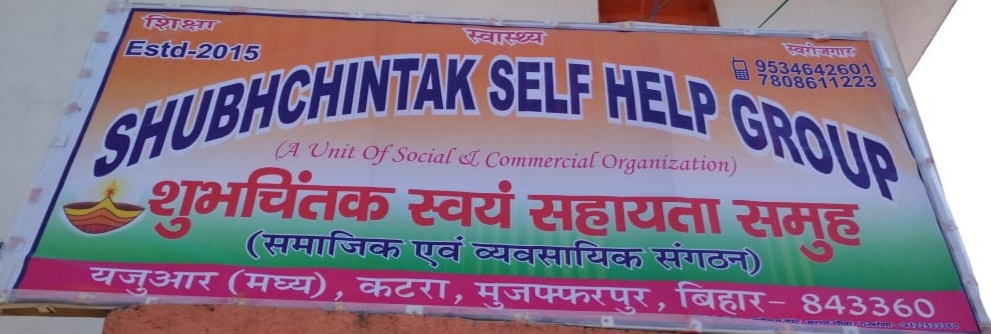 शिक्षा स्वास्थ्य स्वरोजगार
Estd-2015 9534642601
7808611223
SHUBHCHINTAK SELF HELP GROUP
(A Unit Of Social & Commercial Organization)
शुभचिंतक स्वयं सहायता समुह
(समाजिक एवं व्यवसायिक संगठन)
यजुआर (मध्य), कटरा, मुजफ्फरपुर, बिहार- 843360